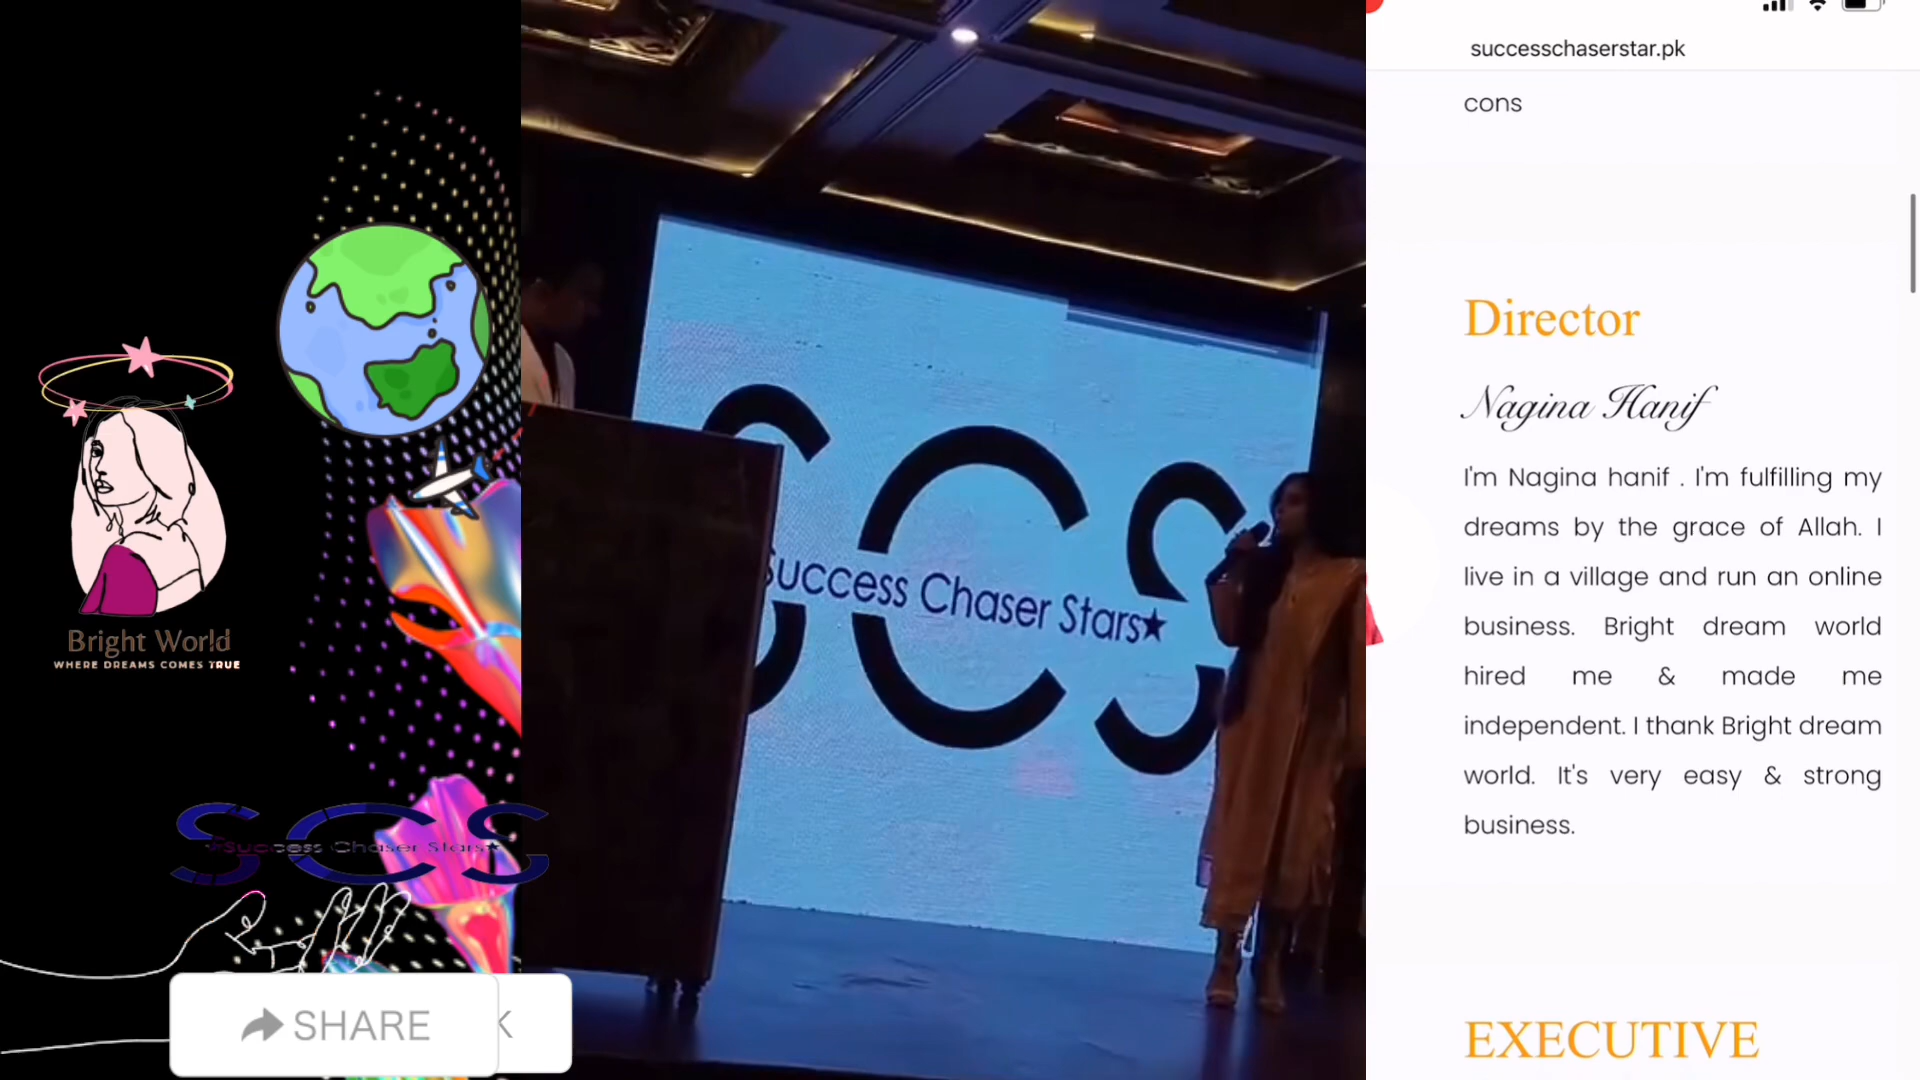 Bright World
WHERE DREAMS COMES TRUE
SCS
Success Chaser Stars
SHARE
K
SCS
Success Chaser Stars
successchaserstar.pk
cons
Director
Nagina Hanif
I'm Nagina hanif . I'm fulfilling my
dreams by the grace of Allah. I
live in a village and run an online
business. Bright dream world
hired me & made me
independent. I thank Bright dream
world. It's very easy & strong
business.
EXECUTIVE